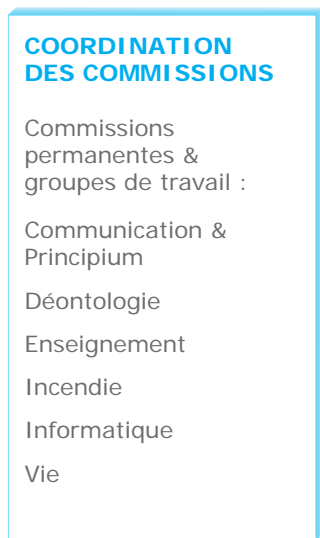 COORDINATION
DES COMMISSIONS
Commissions
permanentes &
groupes de travail :
Communication &
Principium
Déontologie
Enseignement
Incendie
Informatique
Vie